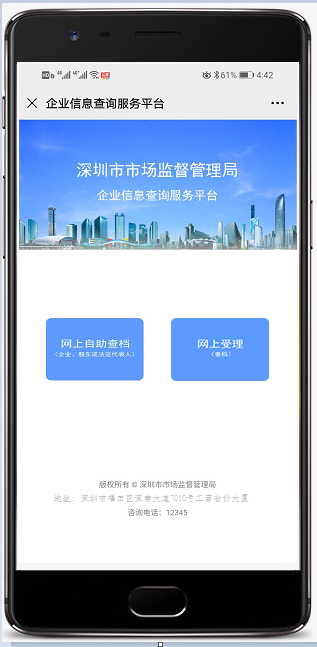 61% 4:42
企业信息查询服务平台
深圳市市场监督管理局
企业信息查询服务平台
网上自助查档
（企业、股东或法定代表人）
网上受理
（查档）
版权所有 © 深圳市市场监督管理局
地址：深圳市福田区深南大道7010号工商物价大厦
咨询电话：12345